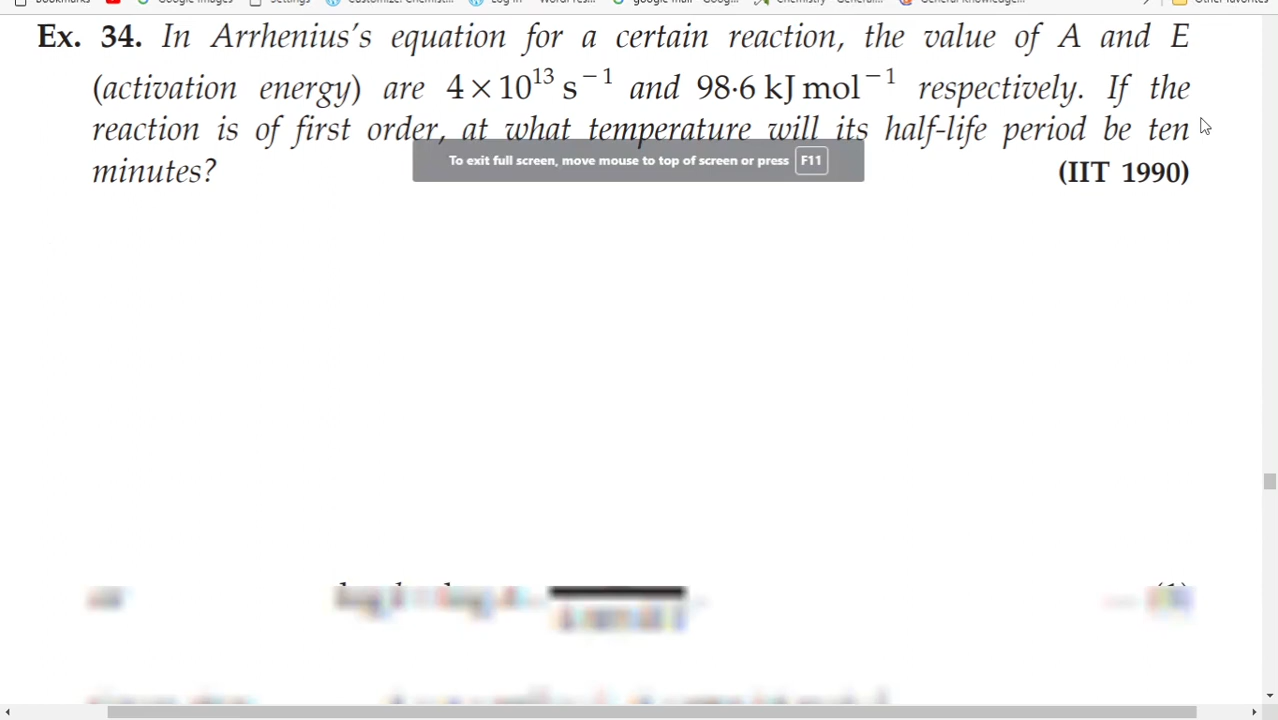 Ex. 34. In Arrhenius's equation for a certain reaction, the value of A and E
(activation energy) are 4 × 10¹³ s⁻¹ and 98·6 kJ mol⁻¹ respectively. If the
reaction is of first order, at what temperature will its half-life period be ten
To exit full screen, move mouse to top of screen or press F11
minutes? (IIT 1990)